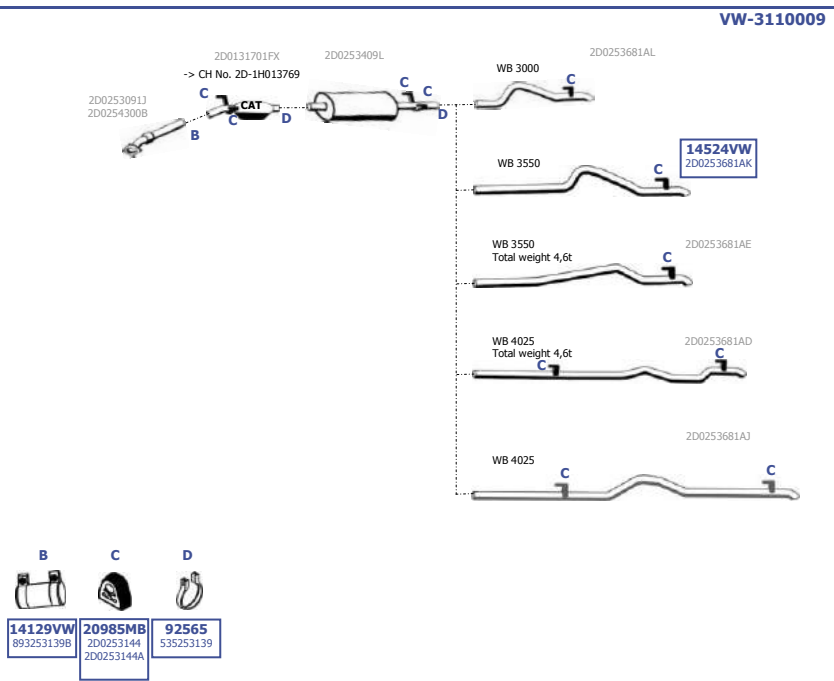 VW-3110009
2D0131701FX
2D0253409L
2D0253681AL
-> CH No. 2D-1H013769
WB 3000
2D0253091J
2D0254300B
C
CAT
C
D
B
C
C
D
C
14524VW
2D0253681AK
WB 3550
C
WB 3550
Total weight 4,6t
2D0253681AE
C
WB 4025
Total weight 4,6t
2D0253681AD
C
C
2D0253681AJ
WB 4025
C
C
B
C
D
14129VW
893253139B
20985MB
2D0253144
2D0253144A
92565
535253139